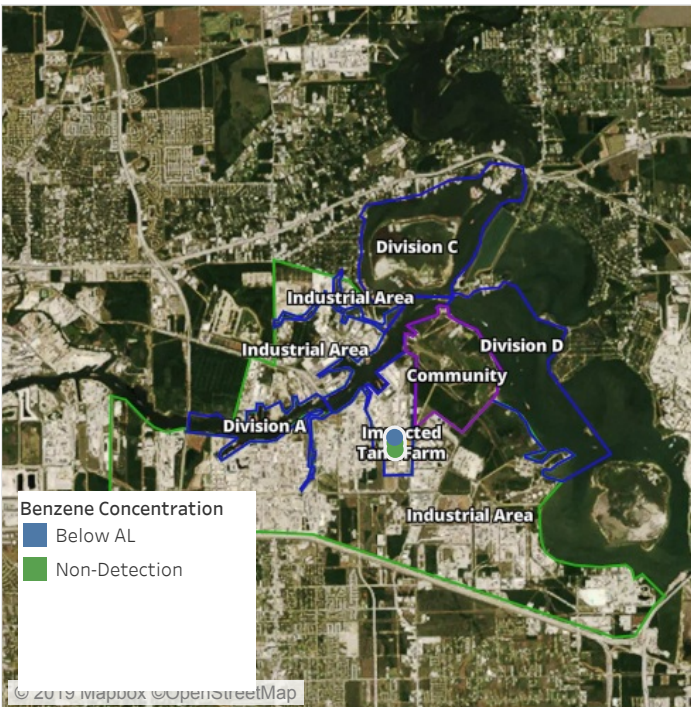 Division C
Industrial Area
Division D
Industrial Area
Community
Division A
Impacted
Tank Farm
Industrial Area
Benzene Concentration
Below AL
Non-Detection
© 2019 Mapbox ©OpenStreetMap